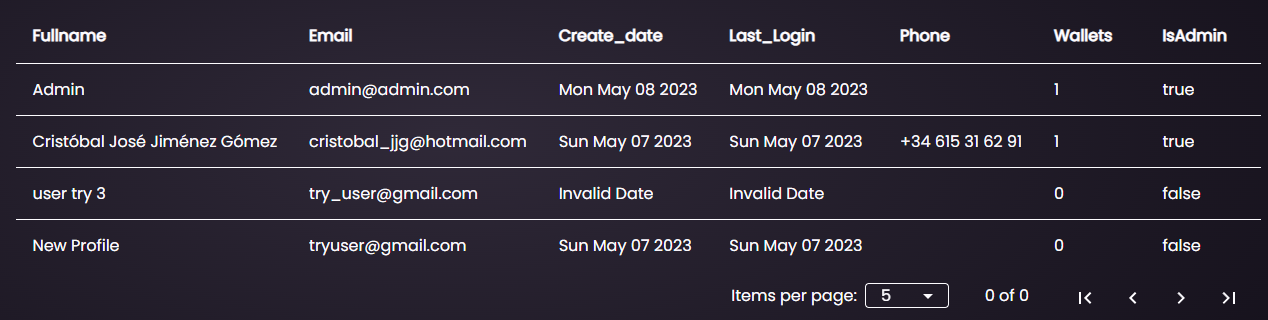 Fullname Email Create_date Last_Login Phone Wallets IsAdmin
Admin admin@admin.com Mon May 08 2023 Mon May 08 2023 1 true
Cristóbal José Jiménez Gómez cristobal_jjg@hotmail.com Sun May 07 2023 Sun May 07 2023 +34 615 31 62 91 1 true
user try 3 try_user@gmail.com Invalid Date Invalid Date 0 false
New Profile tryuser@gmail.com Sun May 07 2023 Sun May 07 2023 0 false
Items per page: 5 0 of 0